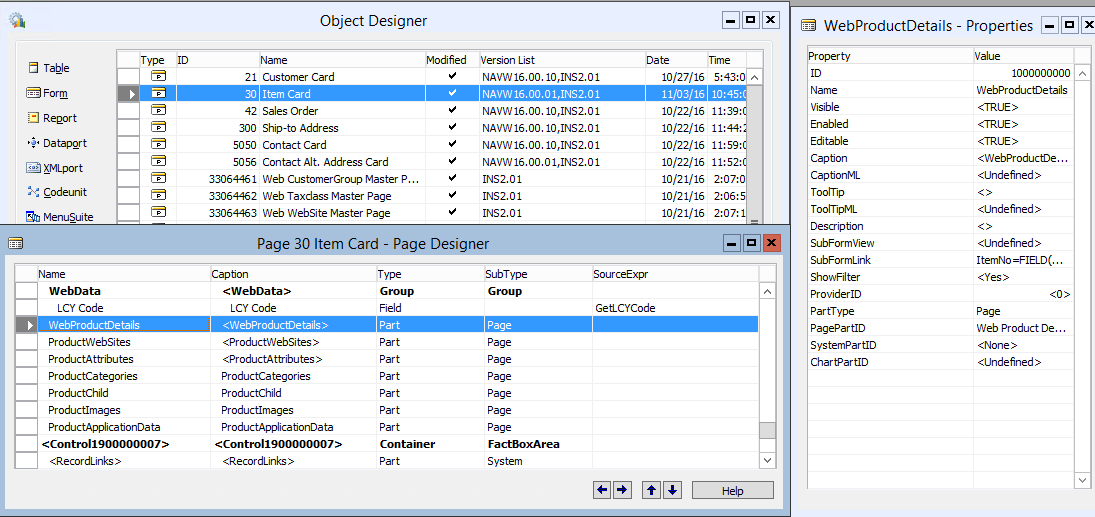 Object Designer
Type ID Name Modified Version List Date Time
Table
Form
Report
Dataport
XMLport
Codeunit
MenuSuite
21 Customer Card NAVW16.00.10,INS2.01 10/27/16 5:43:0
30 Item Card NAVW16.00.01,INS2.01 11/03/16 10:45:0
42 Sales Order NAVW16.00.10,INS2.01 10/22/16 11:39:0
300 Ship-to Address NAVW16.00.10,INS2.01 10/22/16 11:44:2
5050 Contact Card NAVW16.00.10,INS2.01 10/22/16 11:59:0
5056 Contact Alt. Address Card NAVW16.00.01,INS2.01 10/22/16 11:52:0
33064461 Web CustomerGroup Master P... INS2.01 10/21/16 2:07:0
33064462 Web Taxclass Master Page INS2.01 10/21/16 2:06:5
33064463 Web WebSite Master Page INS2.01 10/21/16 2:07:1
Page 30 Item Card - Page Designer
Name Caption Type SubType SourceExpr
WebData <WebData> Group Group
LCY Code LCY Code Field GetLCYCode
WebProductDetails <WebProductDetails> Part Page
ProductWebSites <ProductWebSites> Part Page
ProductAttributes <ProductAttributes> Part Page
ProductCategories ProductCategories Part Page
ProductChild ProductChild Part Page
ProductImages ProductImages Part Page
ProductApplicationData ProductApplicationData Part Page
<Control1900000007> <Control1900000007> Container FactBoxArea
<RecordLinks> <RecordLinks> Part System
Help
WebProductDetails - Properties
Property Value
ID 1000000000
Name WebProductDetails
Visible <TRUE>
Enabled <TRUE>
Editable <TRUE>
Caption <WebProductDe...
CaptionML <Undefined>
ToolTip <>
ToolTipML <Undefined>
Description <>
SubFormView <Undefined>
SubFormLink ItemNo=FIELD(...
ShowFilter <Yes>
ProviderID <0>
PartType Page
PagePartID Web Product De...
SystemPartID <None>
ChartPartID <Undefined>